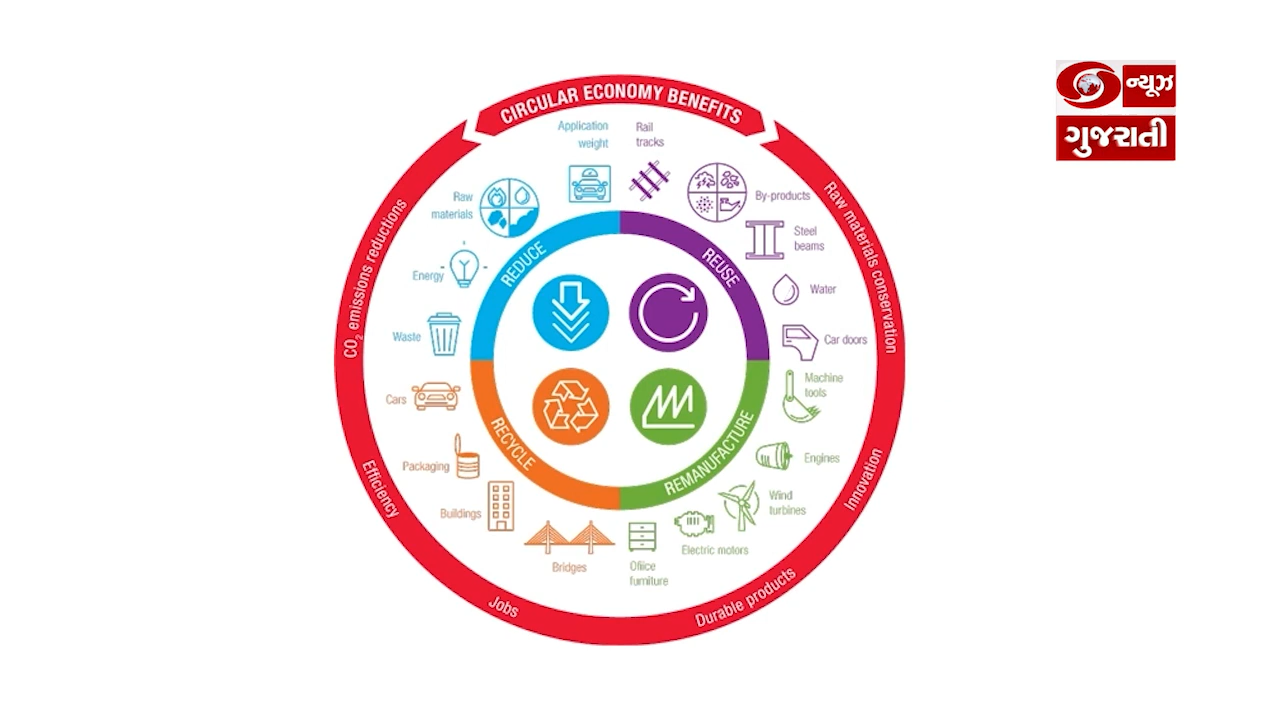 CIRCULAR ECONOMY BENEFITS
ન્યૂઝ
ગુજરાતી
Application
weight
Rail
tracks
Raw
materials
By-products
Steel
beams
Energy
Water
Waste
Car doors
Cars
Machine
tools
Packaging
Engines
Buildings
Wind
turbines
Bridges
Office
furniture
Electric motors
REDUCE
REUSE
RECYCLE
REMANUFACTURE
CO2 emissions reductions
Raw materials conservation
Efficiency
Innovation
Jobs
Durable products